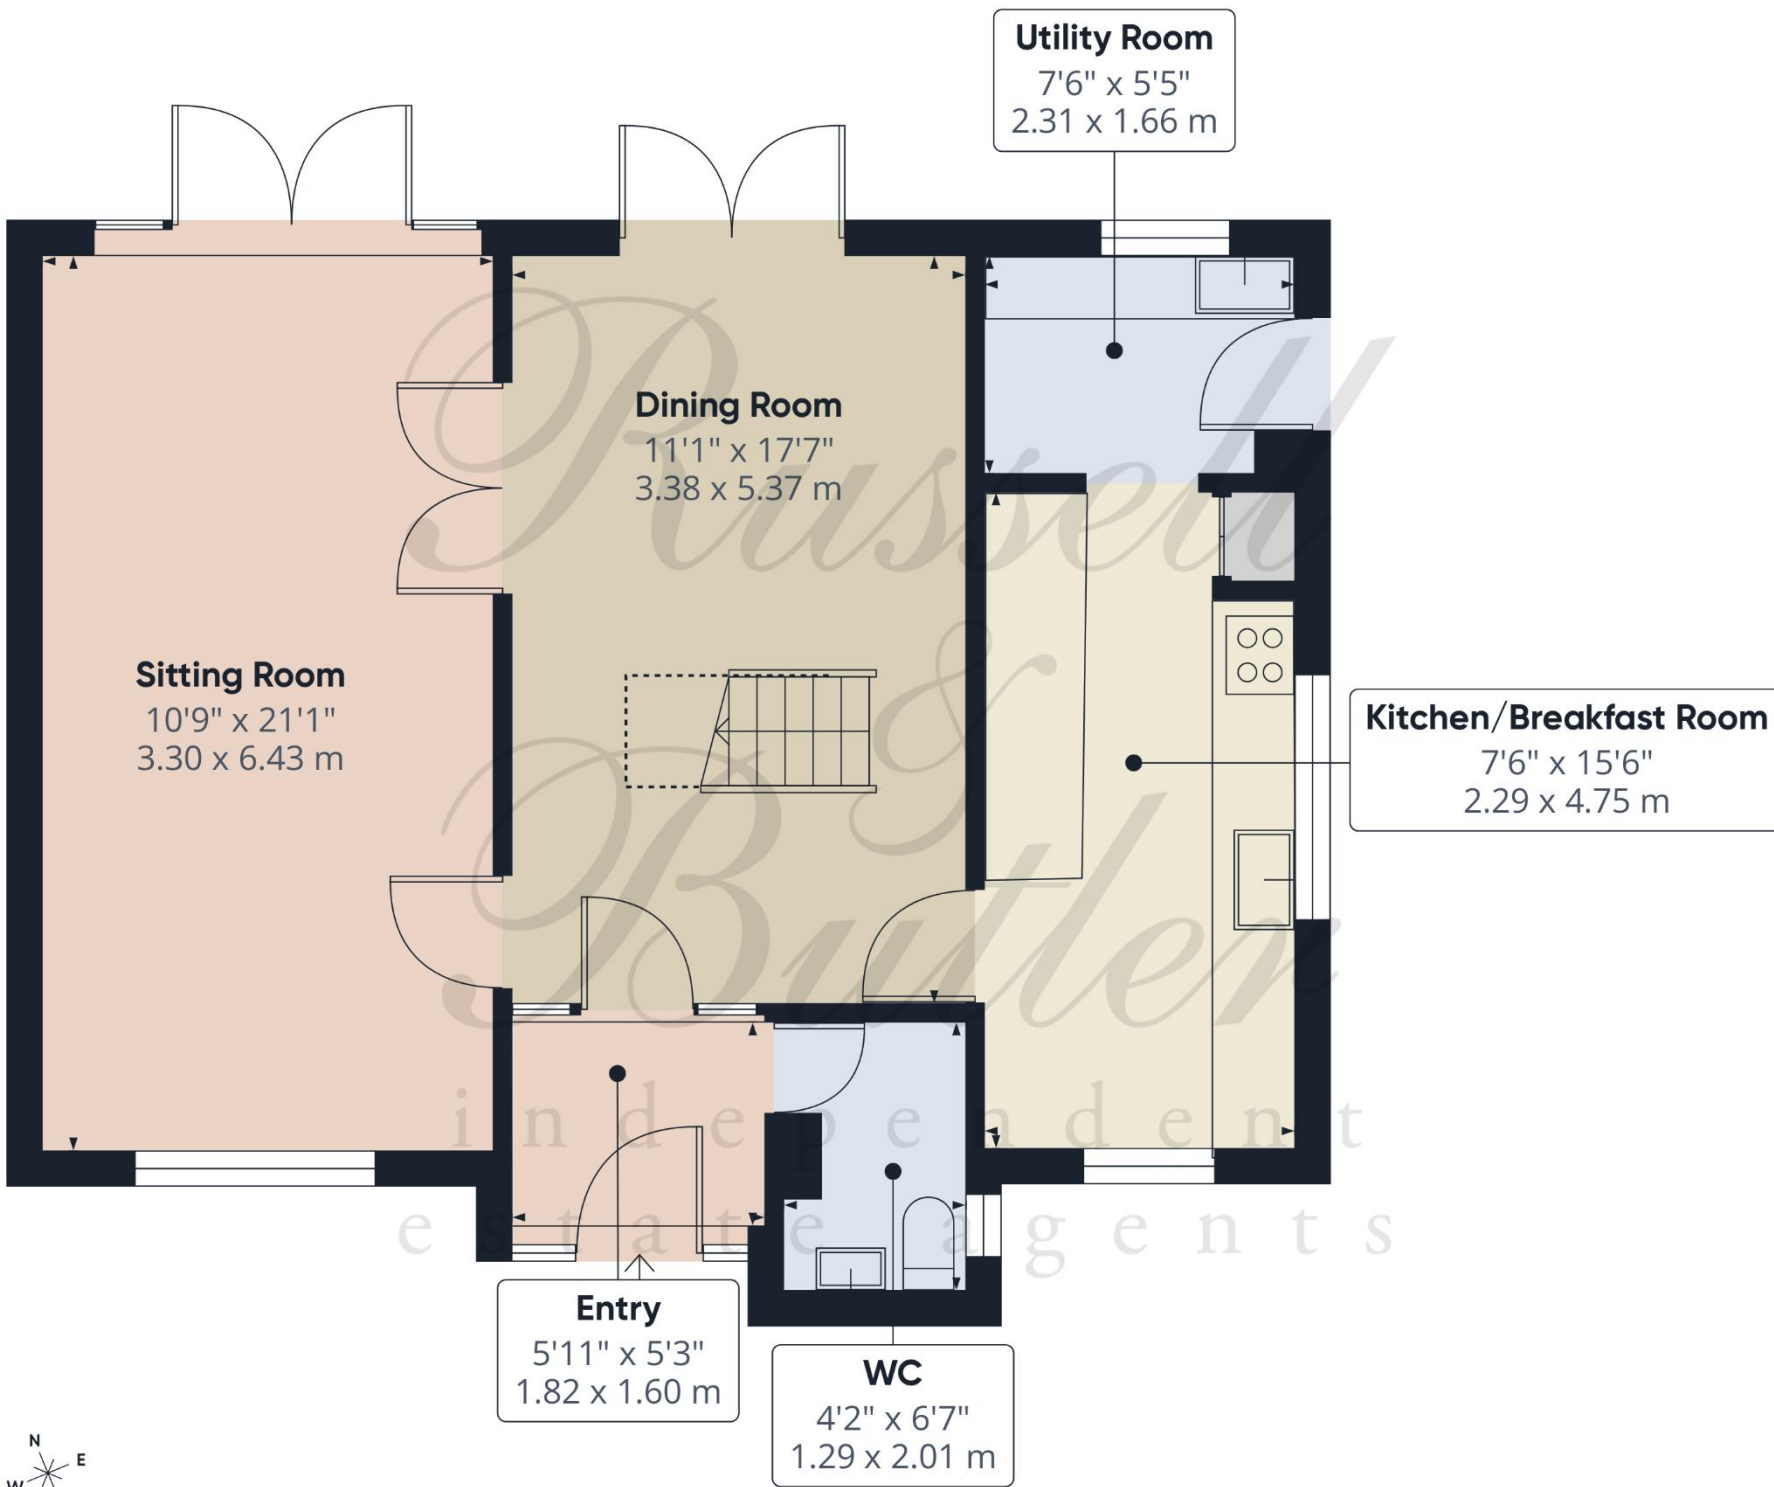 Utility Room
7'6" x 5'5"
2.31 x 1.66 m
Dining Room
11'1" x 17'7"
3.38 x 5.37 m
Sitting Room
10'9" x 21'1"
3.30 x 6.43 m
Kitchen/Breakfast Room
7'6" x 15'6"
2.29 x 4.75 m
Entry
5'11" x 5'3"
1.82 x 1.60 m
WC
4'2" x 6'7"
1.29 x 2.01 m
Russell
&
Butler
independent
estate agents
N
E
W